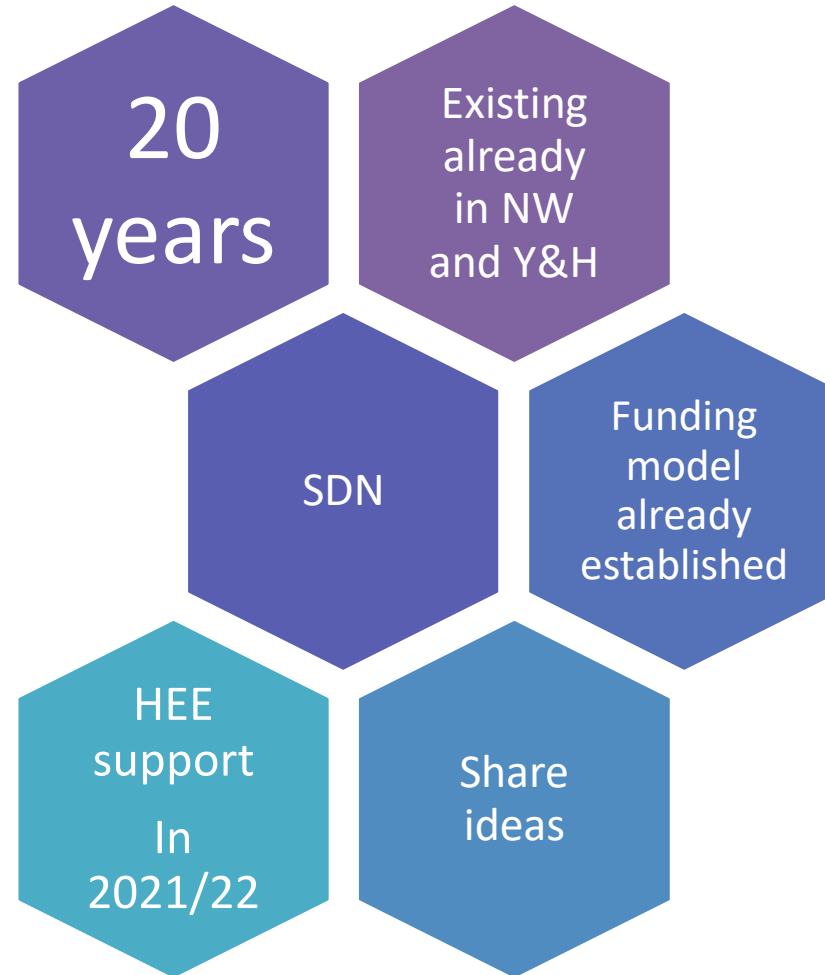 20
years
Existing
already
in NW
and Y&H
SDN
Funding
model
already
established
HEE
support
In
2021/22
Share
ideas